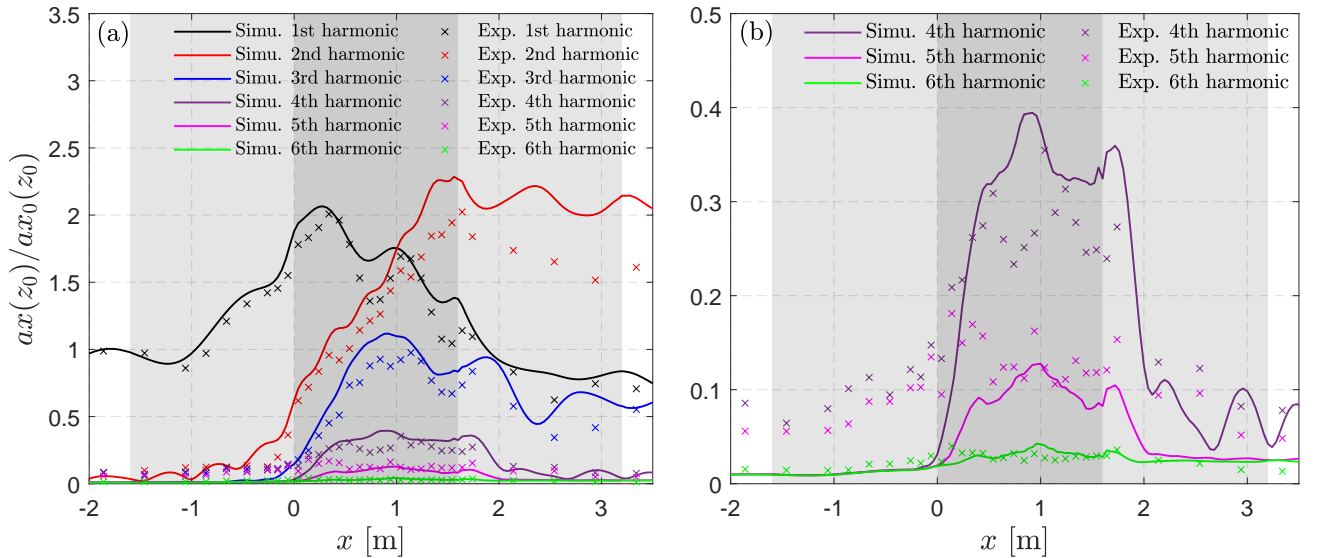 (a)
Simu. 1st harmonic Exp. 1st harmonic
Simu. 2nd harmonic Exp. 2nd harmonic
Simu. 3rd harmonic Exp. 3rd harmonic
Simu. 4th harmonic Exp. 4th harmonic
Simu. 5th harmonic Exp. 5th harmonic
Simu. 6th harmonic Exp. 6th harmonic
3.5
3
2.5
2
1.5
1
0.5
0
-2 -1 0 1 2 3
x [m]
ax(z₀)/ax₀(z₀)
(b)
Simu. 4th harmonic Exp. 4th harmonic
Simu. 5th harmonic Exp. 5th harmonic
Simu. 6th harmonic Exp. 6th harmonic
0.5
0.4
0.3
0.2
0.1
0
-2 -1 0 1 2 3
x [m]